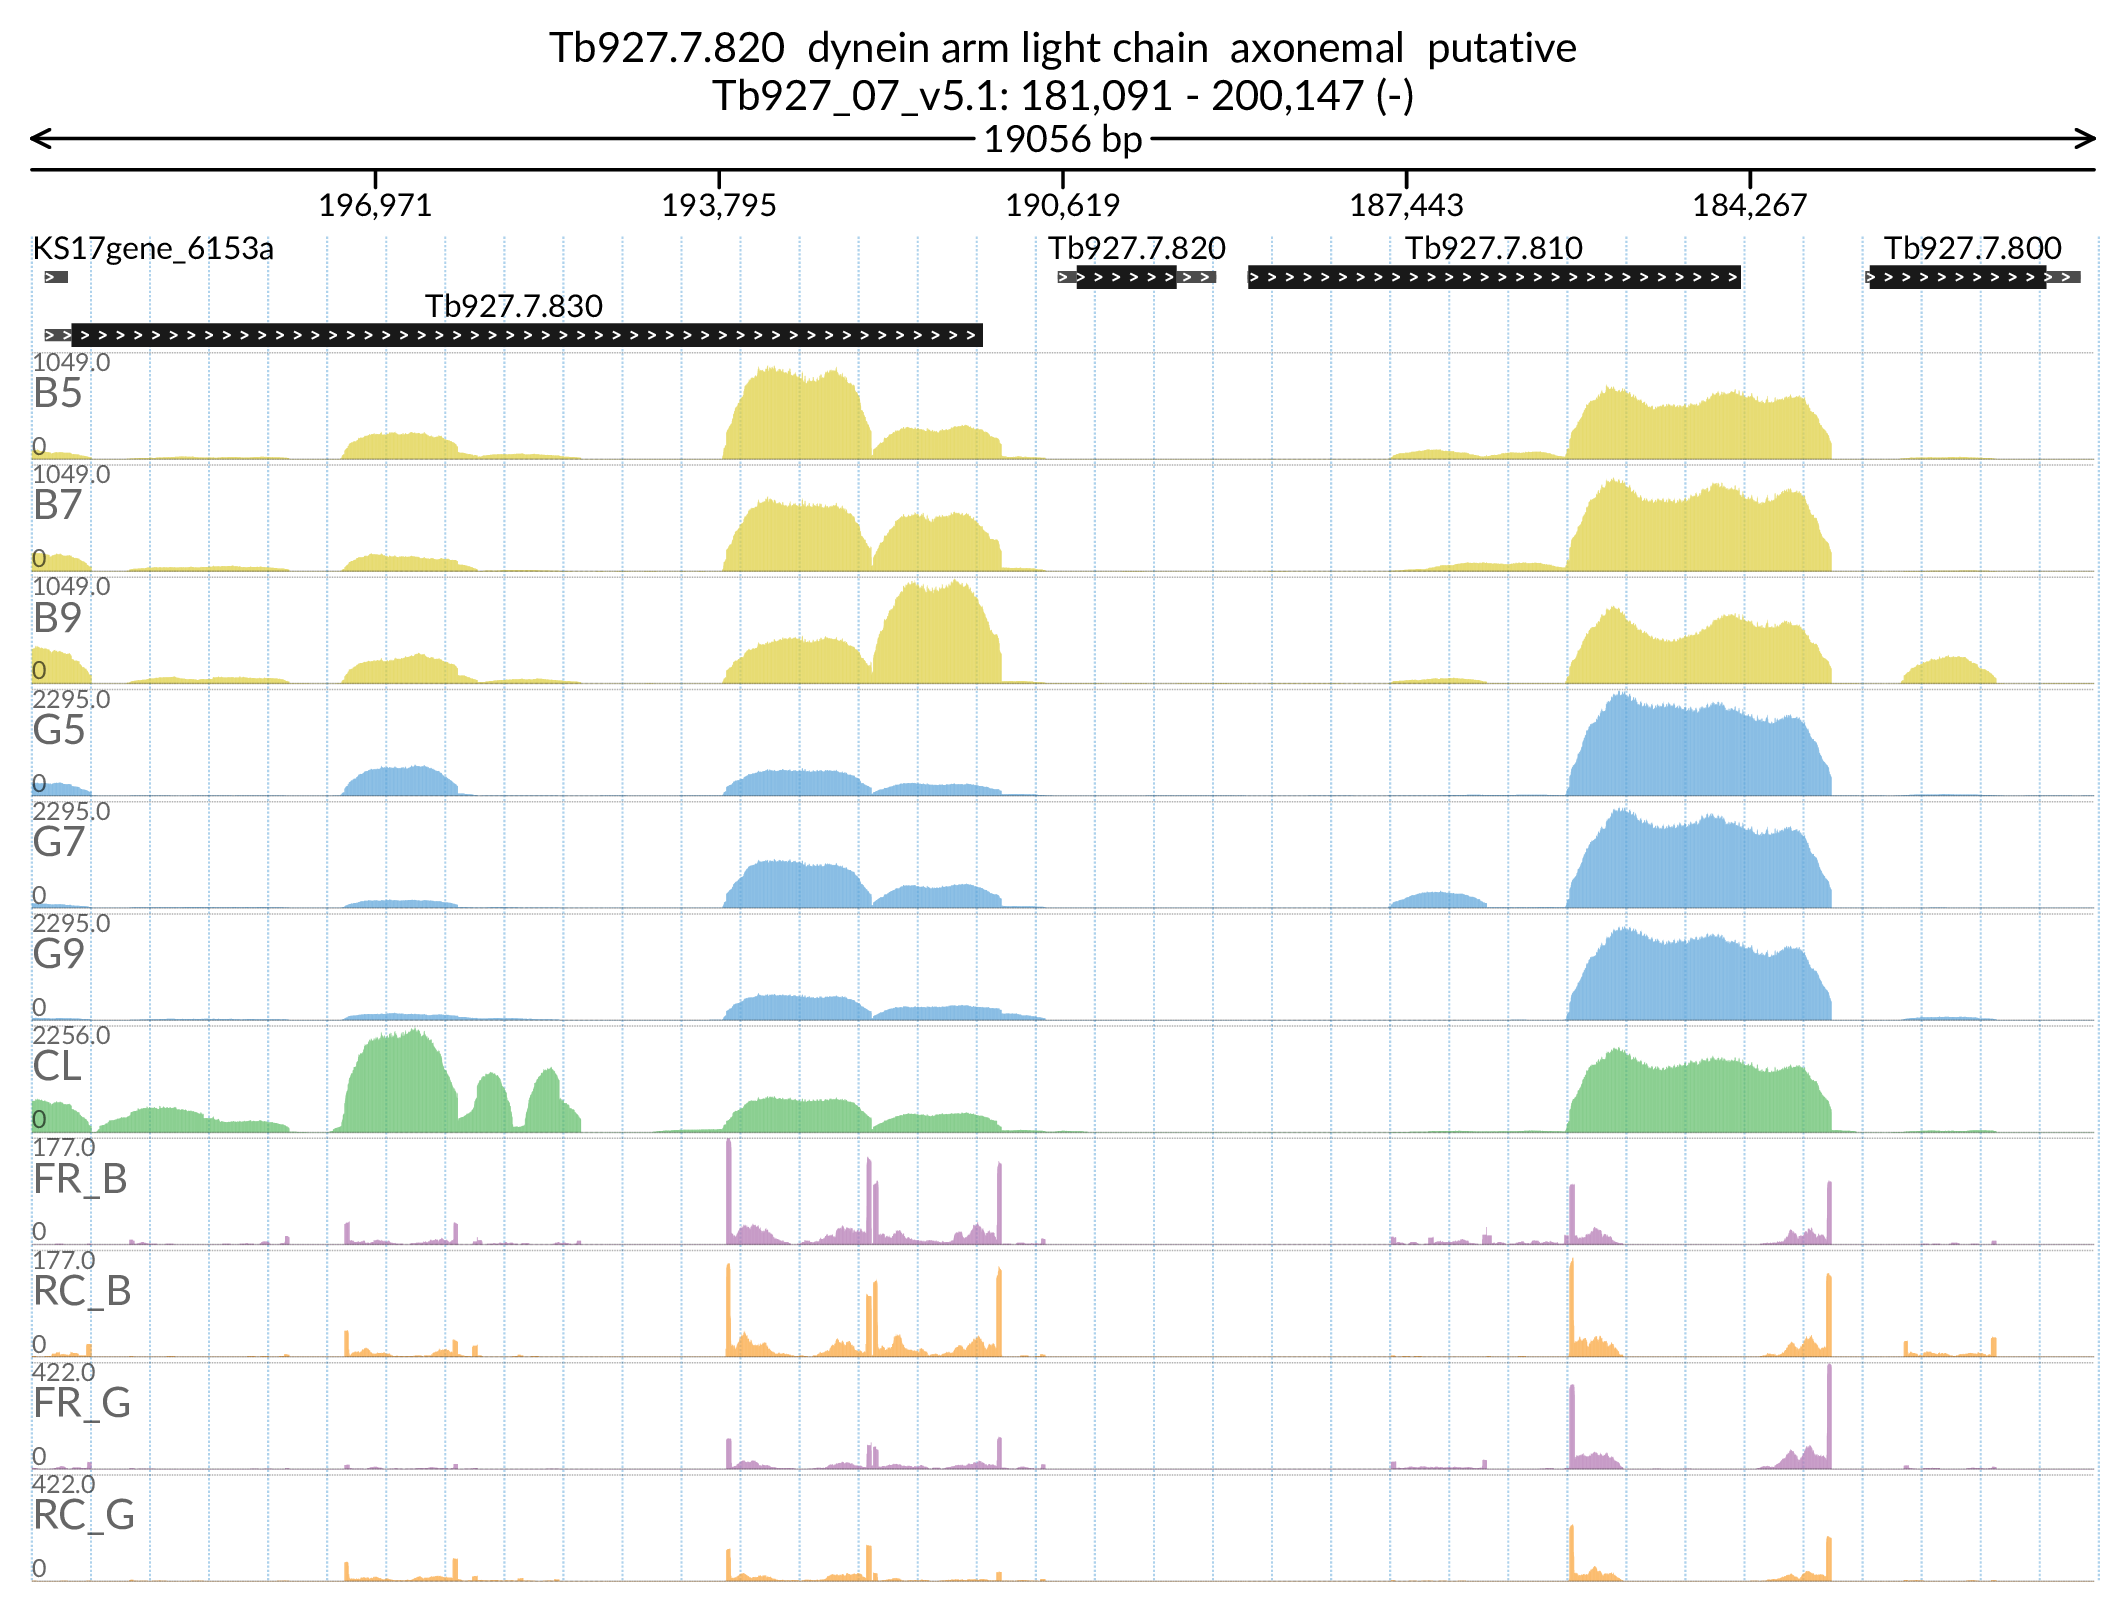 Tb927.7.820  dynein arm light chain  axonemal  putative
Tb927_07_v5.1: 181,091 - 200,147 (-)
19056 bp
196,971 193,795 190,619 187,443 184,267
KS17gene_6153a Tb927.7.820 Tb927.7.810 Tb927.7.800
Tb927.7.830
1049.0
B5
0
1049.0
B7
0
1049.0
B9
0
2295.0
G5
0
2295.0
G7
0
2295.0
G9
0
2256.0
CL
0
177.0
FR_B
0
177.0
RC_B
0
422.0
FR_G
0
422.0
RC_G
0